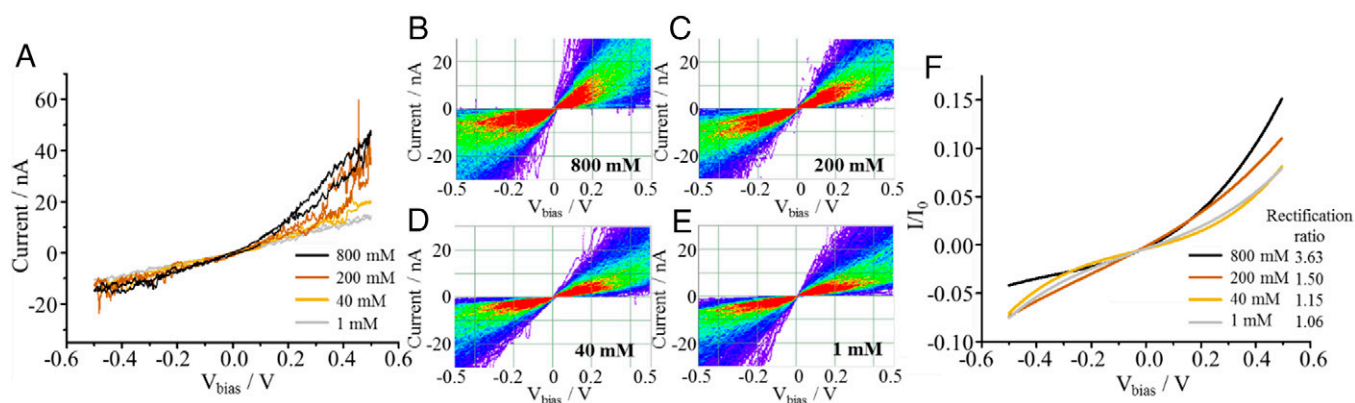 A
Current / nA
60
40
20
0
-20
-0.6
-0.4
-0.2
0.0
0.2
0.4
0.6
V_bias / V
800 mM
200 mM
40 mM
1 mM
B
Current / nA
20
0
-20
800 mM
-0.5
-0.2
0
0.2
0.5
V_bias / V
C
Current / nA
20
0
-20
200 mM
-0.5
-0.2
0
0.2
0.5
V_bias / V
D
Current / nA
20
0
-20
40 mM
-0.5
-0.2
0
0.2
0.5
V_bias / V
E
Current / nA
20
0
-20
1 mM
-0.5
-0.2
0
0.2
0.5
V_bias / V
F
I/I_0
0.15
0.10
0.05
0.00
-0.05
-0.10
-0.6
-0.4
-0.2
0.0
0.2
0.4
0.6
V_bias / V
Rectification
ratio
800 mM 3.63
200 mM 1.50
40 mM 1.15
1 mM 1.06